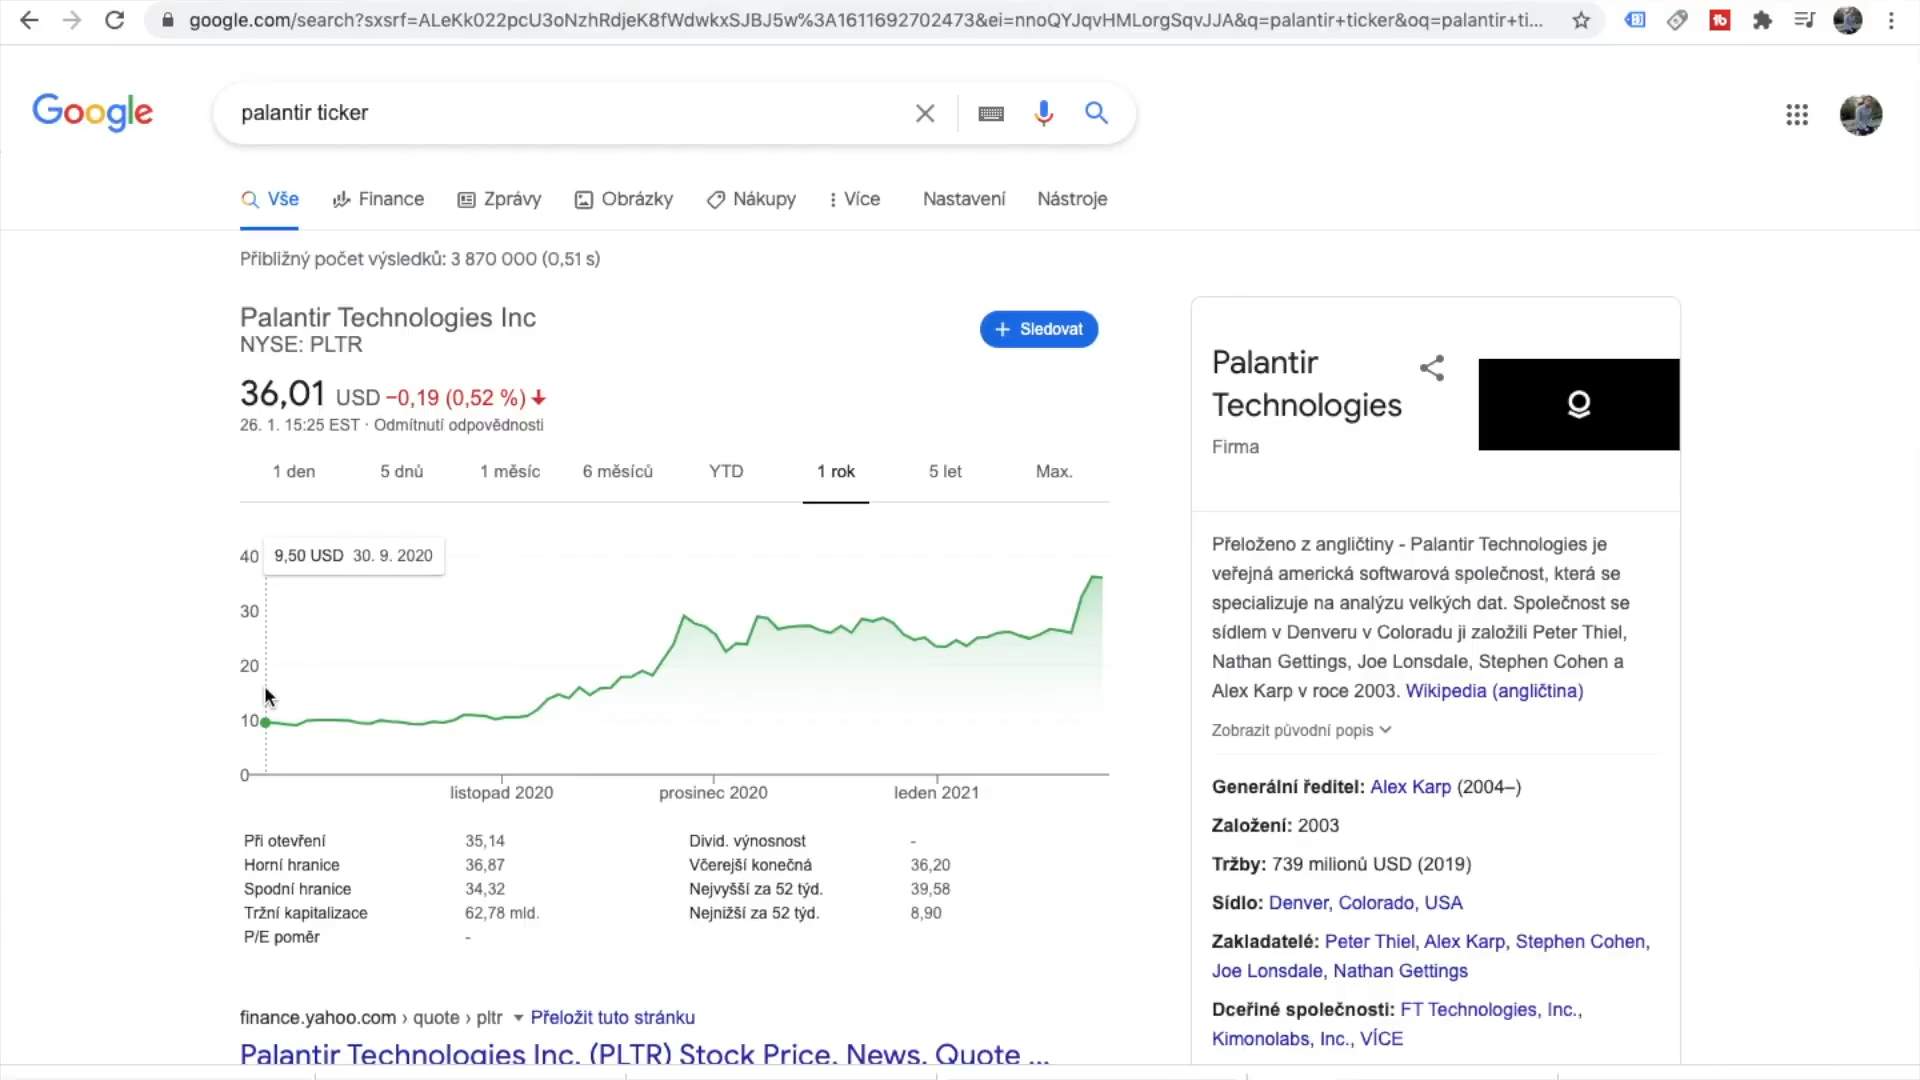 google.com/search?sxsrf=ALeKk022pcU3oNzhRdjeK8fWdwkxSJBJ5w%3A1611692702473&ei=nnoQYJqvHMLorgSqvJJA&q=palantir+ticker&oq=palantir+ti...
Google
palantir ticker
Vše
Finance
Zprávy
Obrázky
Nákupy
Více
Nastavení
Nástroje
Přibližný počet výsledků: 3 870 000 (0,51 s)
Palantir Technologies Inc
NYSE: PLTR
+ Sledovat
36,01 USD −0,19 (0,52 %)
26. 1. 15:25 EST · Odmítnutí odpovědnosti
1 den
5 dnů
1 měsíc
6 měsíců
YTD
1 rok
5 let
Max.
9,50 USD 30. 9. 2020
40
30
20
10
0
listopad 2020
prosinec 2020
leden 2021
Při otevření 35,14
Horní hranice 36,87
Spodní hranice 34,32
Tržní kapitalizace 62,78 mld.
P/E poměr -
Divid. výnosnost -
Včerejší konečná 36,20
Nejvyšší za 52 týd. 39,58
Nejnižší za 52 týd. 8,90
finance.yahoo.com › quote › pltr Přeložit tuto stránku
Palantir Technologies Inc. (PLTR) Stock Price, News, Quote ...
Palantir
Technologies
Firma
Přeloženo z angličtiny - Palantir Technologies je
veřejná americká softwarová společnost, která se
specializuje na analýzu velkých dat. Společnost se
sídlem v Denveru v Coloradu ji založili Peter Thiel,
Nathan Gettings, Joe Lonsdale, Stephen Cohen a
Alex Karp v roce 2003. Wikipedia (angličtina)
Zobrazit původní popis
Generální ředitel: Alex Karp (2004–)
Založení: 2003
Tržby: 739 milionů USD (2019)
Sídlo: Denver, Colorado, USA
Zakladatelé: Peter Thiel, Alex Karp, Stephen Cohen,
Joe Lonsdale, Nathan Gettings
Dceřiné společnosti: FT Technologies, Inc.,
Kimonolabs, Inc., VÍCE